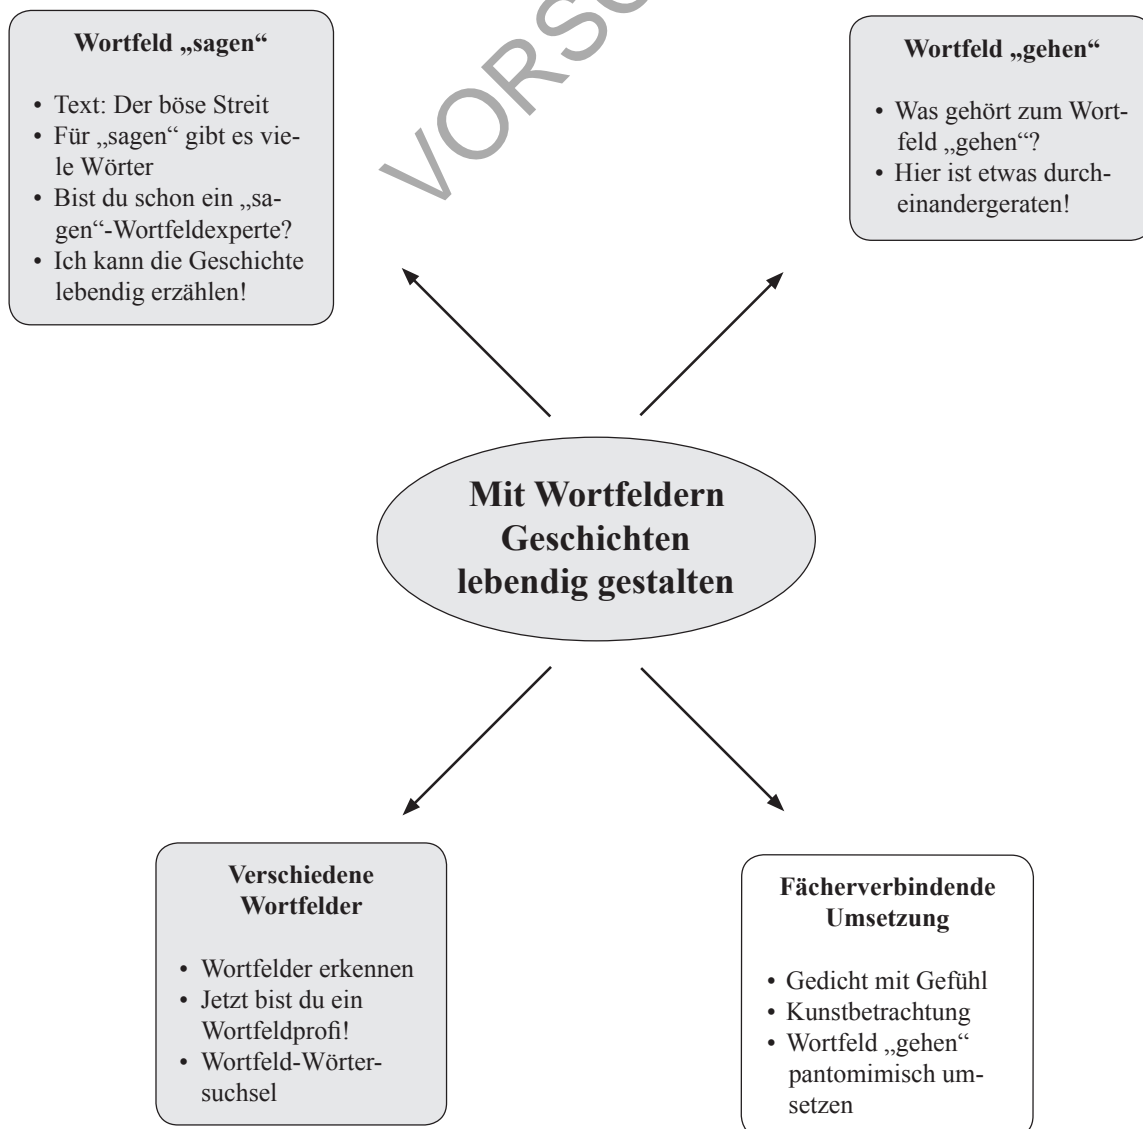 Wortfeld „sagen“
• Text: Der böse Streit
• Für „sagen“ gibt es vie-
le Wörter
• Bist du schon ein „sa-
gen“-Wortfeldexperte?
• Ich kann die Geschichte
lebendig erzählen!
VORSC
Wortfeld „gehen“
• Was gehört zum Wort-
feld „gehen“?
• Hier ist etwas durch-
einandergeraten!
Mit Wortfeldern
Geschichten
lebendig gestalten
Verschiedene
Wortfelder
• Wortfelder erkennen
• Jetzt bist du ein
Wortfeldprofi!
• Wortfeld-Wörter-
suchsel
Fächerverbindende
Umsetzung
• Gedicht mit Gefühl
• Kunstbetrachtung
• Wortfeld „gehen“
pantomimisch um-
setzen